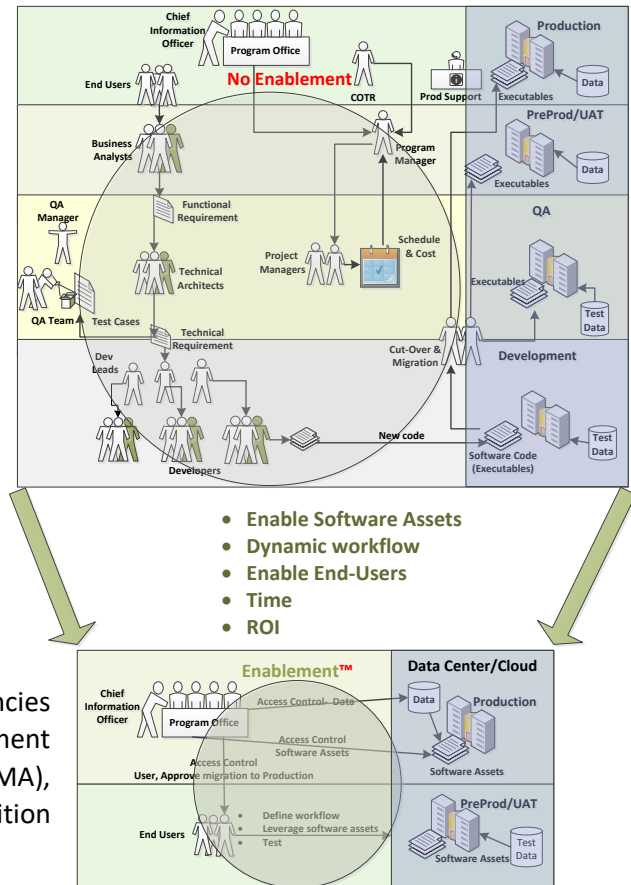 Chief
Information
Officer
Program Office
No Enablement
End Users
COTR
Prod Support
Executables
Production
Data
PreProd/UAT
Executables
Data
Business
Analysts
Program
Manager
Functional
Requirement
QA
Manager
QA
Technical
Architects
Project
Managers
Schedule
& Cost
Executables
QA Team
Test Cases
Test
Data
Technical
Requirement
Dev
Leads
Cut-Over &
Migration
Development
Developers
New code
Software Code
(Executables)
Test
Data
• Enable Software Assets
• Dynamic workflow
• Enable End-Users
• Time
• ROI
Enablement™
Data Center/Cloud
Chief
Information
Officer
Program Office
Access Control- Data
Data
Production
Access Control
Software Assets
Software Assets
Access Control
User, Approve migration to Production
ncies
ment
MA),
ition
PreProd/UAT
End Users
• Define workflow
• Leverage software assets
• Test
Software Assets
Test
Data